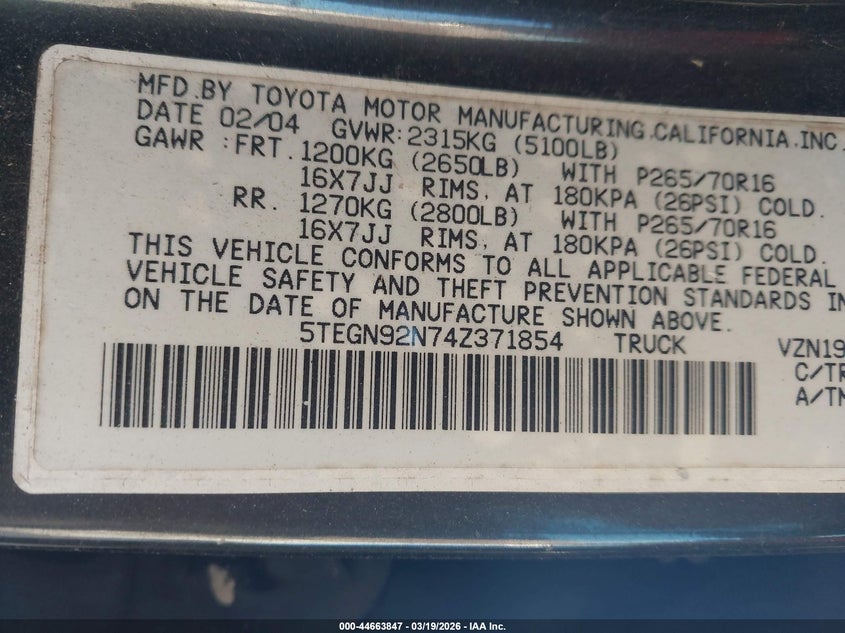 MFD.BY TOYOTA MOTOR MANUFACTURING.CALIFORNIA.INC.
DATE 02/04 GVWR:2315KG (5100LB)
GAWR :FRT. 1200KG (2650LB) WITH P265/70R16
16X7JJ RIMS, AT 180KPA (26PSI) COLD.
RR. 1270KG (2800LB) WITH P265/70R16
16X7JJ RIMS, AT 180KPA (26PSI) COLD.
THIS VEHICLE CONFORMS TO ALL APPLICABLE FEDERAL
VEHICLE SAFETY AND THEFT PREVENTION STANDARDS IN
ON THE DATE OF MANUFACTURE SHOWN ABOVE.
5TEGN92N74Z371854 TRUCK VZN19
C/TR
A/TM
000-44663847 - 03/19/2026 - IAA Inc.